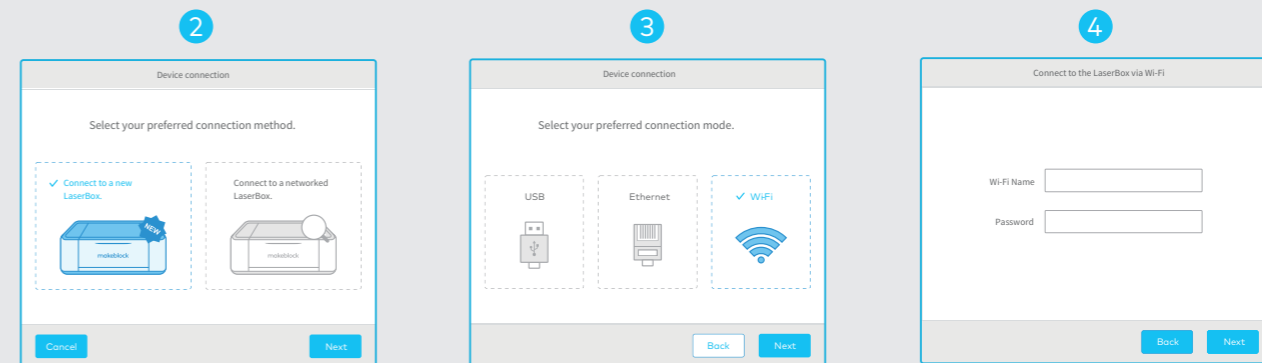 2
Device connection
Select your preferred connection method.
Connect to a new
LaserBox.
NEW
makeblock
Connect to a networked
LaserBox.
makeblock
Cancel
Next
3
Device connection
Select your preferred connection mode.
USB
Ethernet
WiFi
Back
Next
4
Connect to the LaserBox via Wi-Fi
Wi-Fi Name
Password
Back
Next